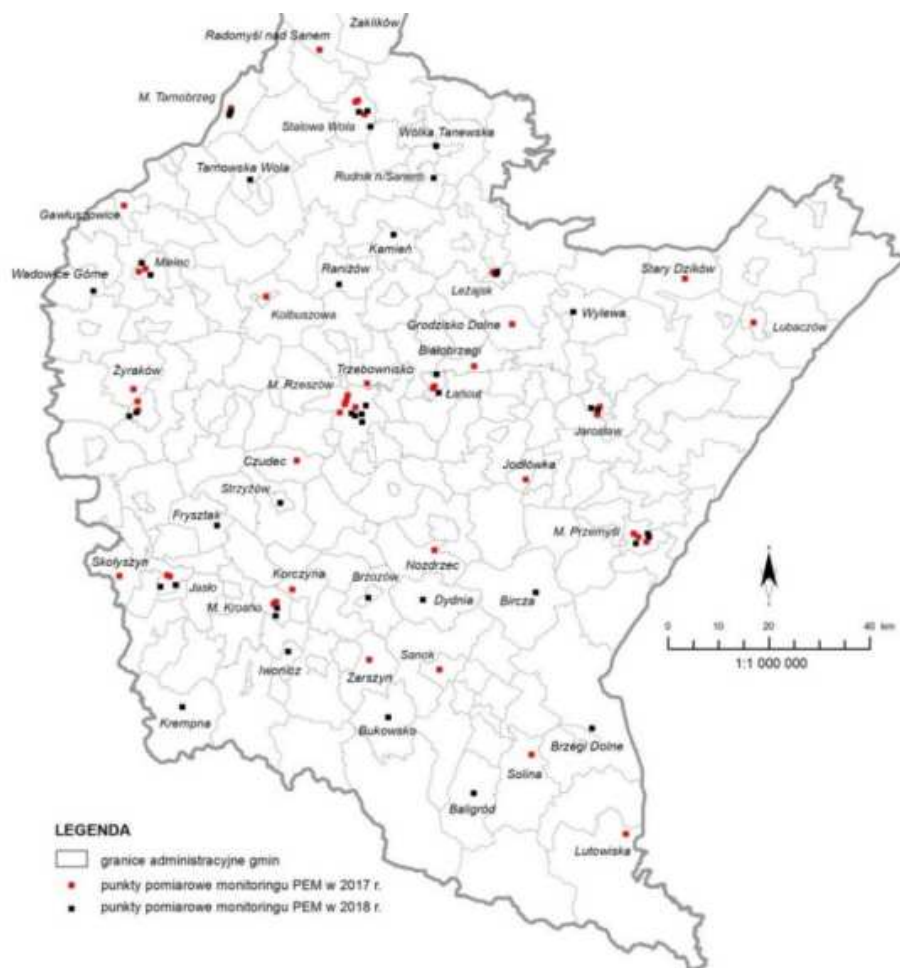 Zaklików
Radomyśl nad Sanem
M. Tarnobrzeg
Stalowa Wola
Wólka Tanewska
Tarnowska Wola
Rudnik n/Sanem
Gawłuszowice
Kamień
Mielec
Wadowice Górne
Raniżów
Leżajsk
Stary Dzików
Kolbuszowa
Grodzisko Dolne
Wylewa
Lubaczów
Białobrzegi
Żyraków
Trzebownisko
M. Rzeszów
Łańcut
Jarosław
Czudec
Jodłówka
Strzyżów
Frysztak
M. Przemyśl
Nozdrzec
Skołyszyn
Korczyna
Brzozów
Jasło
Dydnia
Bircza
M. Krosno
0 20 40 km
1:1 000 000
Iwonicz
Zarszyn
Sanok
Krempna
Bukowsko
Brzegi Dolne
Solina
Baligród
Lutowiska
LEGENDA
granice administracyjne gmin
punkty pomiarowe monitoringu PEM w 2017 r.
punkty pomiarowe monitoringu PEM w 2018 r.